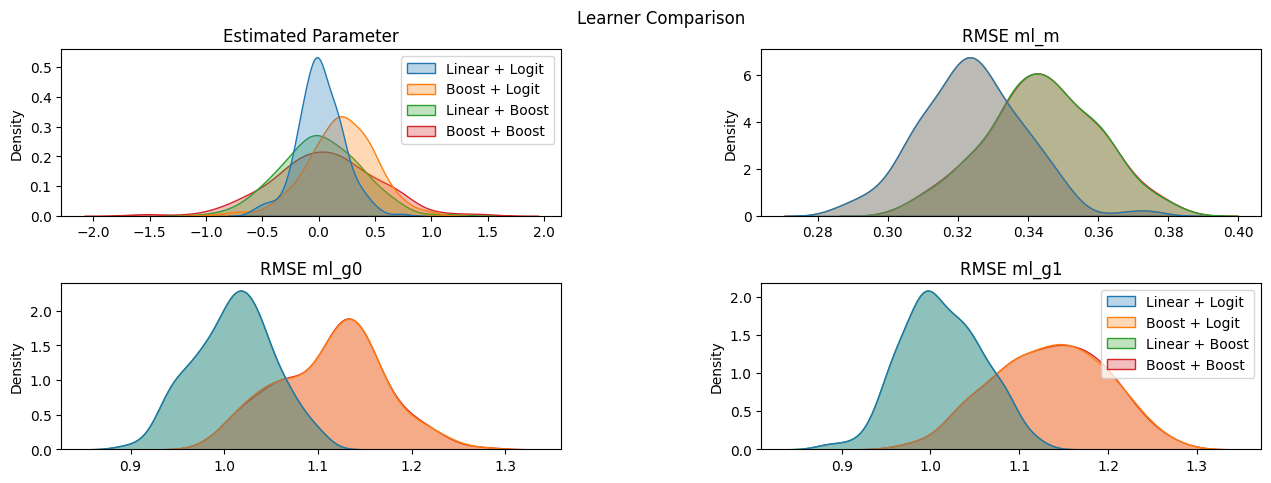 Learner Comparison
Estimated Parameter
Density
0.5
0.4
0.3
0.2
0.1
0.0
−2.0 −1.5 −1.0 −0.5 0.0 0.5 1.0 1.5 2.0
Linear + Logit
Boost + Logit
Linear + Boost
Boost + Boost
RMSE ml_m
Density
6
4
2
0
0.28 0.30 0.32 0.34 0.36 0.38 0.40
RMSE ml_g0
Density
2.0
1.5
1.0
0.5
0.0
0.9 1.0 1.1 1.2 1.3
RMSE ml_g1
Density
2.0
1.5
1.0
0.5
0.0
0.9 1.0 1.1 1.2 1.3
Linear + Logit
Boost + Logit
Linear + Boost
Boost + Boost